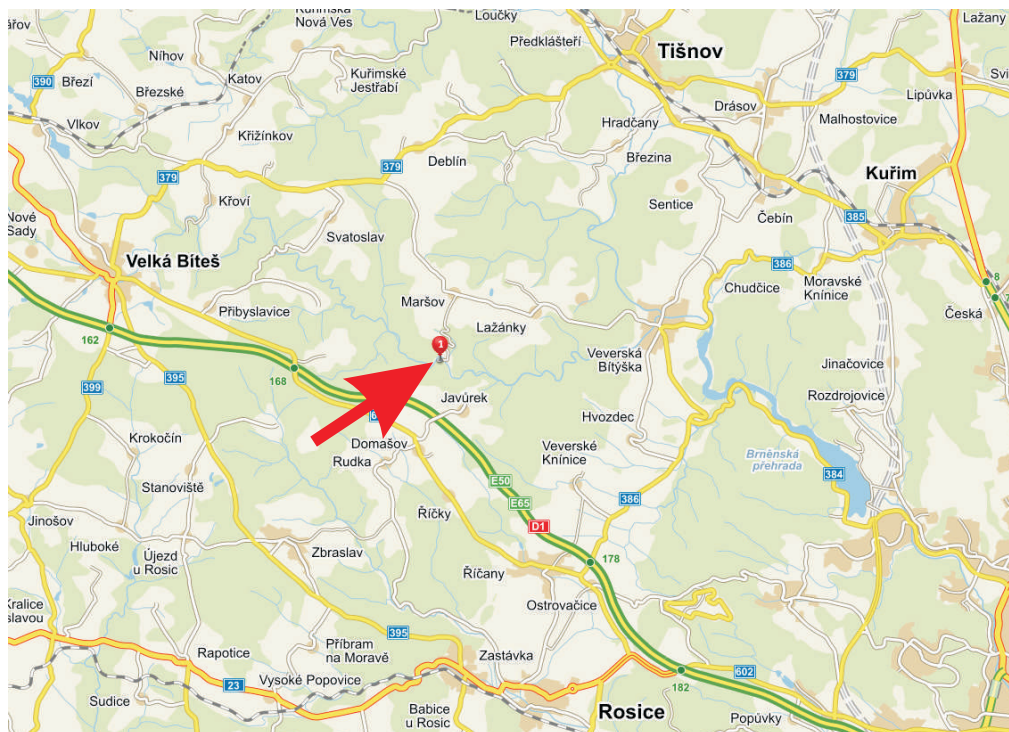 Kuřimská
Nová Ves
Loučky
Lažany
Předklášteří
Tišnov
Níhov
Březí
390
Katov
Kuřimské
Jestřabí
379
Svi
Březské
Drásov
Lipůvka
Vlkov
Křižínkov
Hradčany
Malhostovice
Deblín
379
Březina
379
Kuřim
Křoví
Sentice
Čebín
385
Nové
Sady
Svatoslav
Velká Bíteš
386
Chudčice
Moravské
Knínice
8
7
Maršov
Přibyslavice
Česká
Lažánky
162
1
Veverská
Bítýška
Jinačovice
168
399
395
Javůrek
Rozdrojovice
Hvozdec
Krokočín
Domašov
Veverské
Knínice
Rudka
Brněnská
přehrada
384
E50
Stanoviště
386
E65
Říčky
Jinošov
D1
Hluboké
Zbraslav
Újezd
u Rosic
178
Říčany
Ostrovačice
Kralice
slavou
395
Příbram
na Moravě
Rapotice
Zastávka
602
23
Vysoké Popovice
182
Sudice
Babice
u Rosic
Rosice
Popůvky